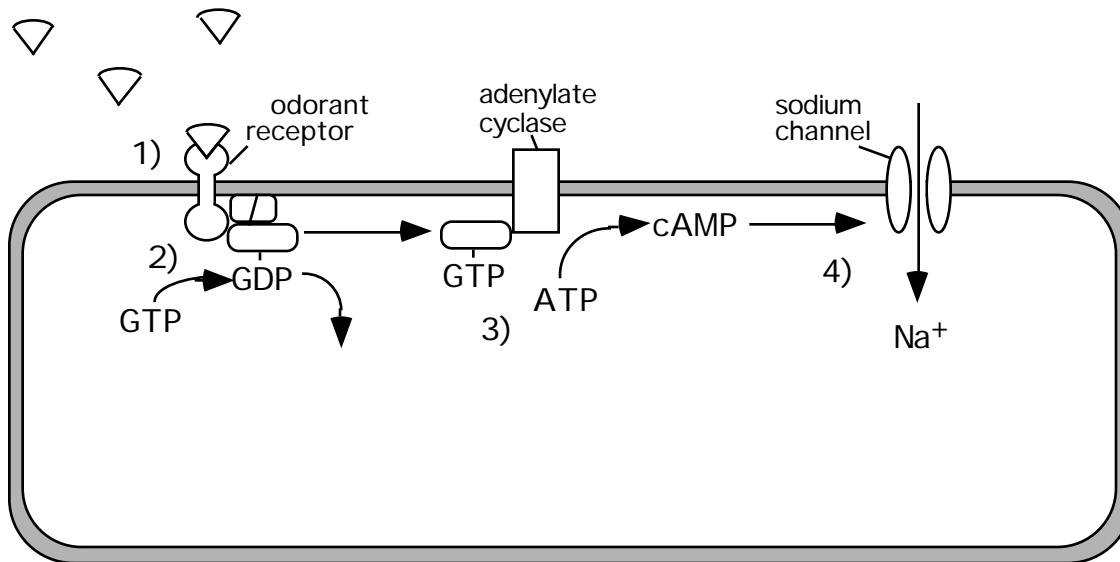 odorant
receptor
adenylate
cyclase
sodium
channel
1)
2)
GTP
GDP
GTP
3)
ATP
cAMP
4)
Na⁺